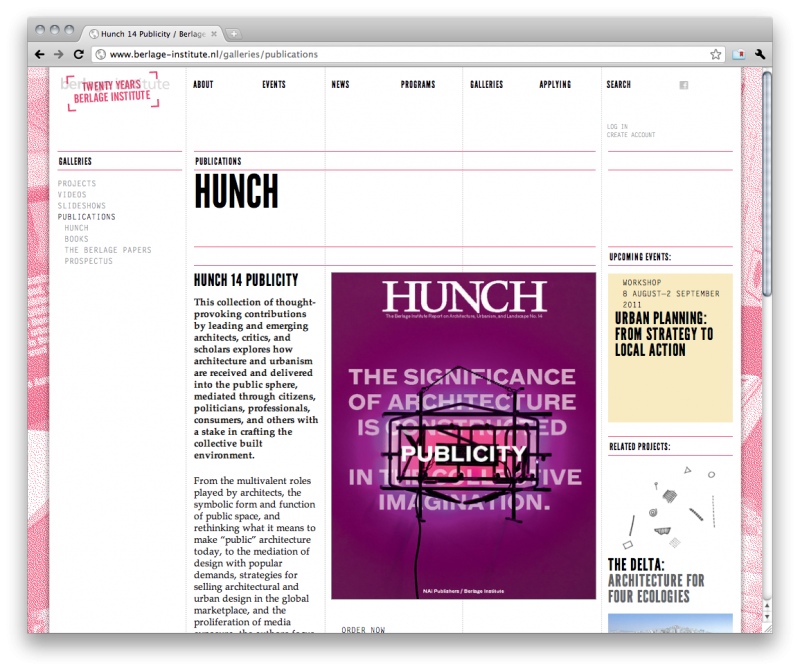 Hunch 14 Publicity / Berlage
www.berlage-institute.nl/galleries/publications
berlage institute
TWENTY YEARS
BERLAGE INSTITUTE
ABOUT
EVENTS
NEWS
PROGRAMS
GALLERIES
APPLYING
SEARCH
LOG IN
CREATE ACCOUNT
GALLERIES
PROJECTS
VIDEOS
SLIDESHOWS
PUBLICATIONS
HUNCH
BOOKS
THE BERLAGE PAPERS
PROSPECTUS
PUBLICATIONS
HUNCH
HUNCH 14 PUBLICITY
This collection of thought-
provoking contributions
by leading and emerging
architects, critics, and
scholars explores how
architecture and urbanism
are received and delivered
into the public sphere,
mediated through citizens,
politicians, professionals,
consumers, and others with
a stake in crafting the
collective built
environment.
From the multivalent roles
played by architects, the
symbolic form and function
of public space, and
rethinking what it means to
make “public” architecture
today, to the mediation of
design with popular
demands, strategies for
selling architectural and
urban design in the global
marketplace, and the
proliferation of media
HUNCH
The Berlage Institute Report on Architecture, Urbanism, and Landscape No. 14
THE SIGNIFICANCE
OF ARCHITECTURE
IS CONSTRUCTED
PUBLICITY
IN THE COLLECTIVE
IMAGINATION.
NAi Publishers / Berlage Institute
ORDER NOW
UPCOMING EVENTS:
WORKSHOP
8 AUGUST–2 SEPTEMBER
2011
URBAN PLANNING:
FROM STRATEGY TO
LOCAL ACTION
RELATED PROJECTS:
THE DELTA:
ARCHITECTURE FOR
FOUR ECOLOGIES